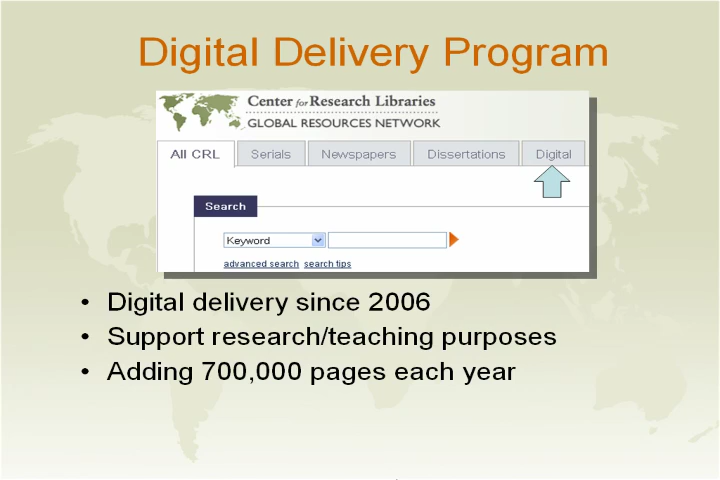 Digital Delivery Program
Center for Research Libraries
GLOBAL RESOURCES NETWORK
All CRL Serials Newspapers Dissertations Digital
Search
Keyword
advanced search search tips
• Digital delivery since 2006
• Support research/teaching purposes
• Adding 700,000 pages each year